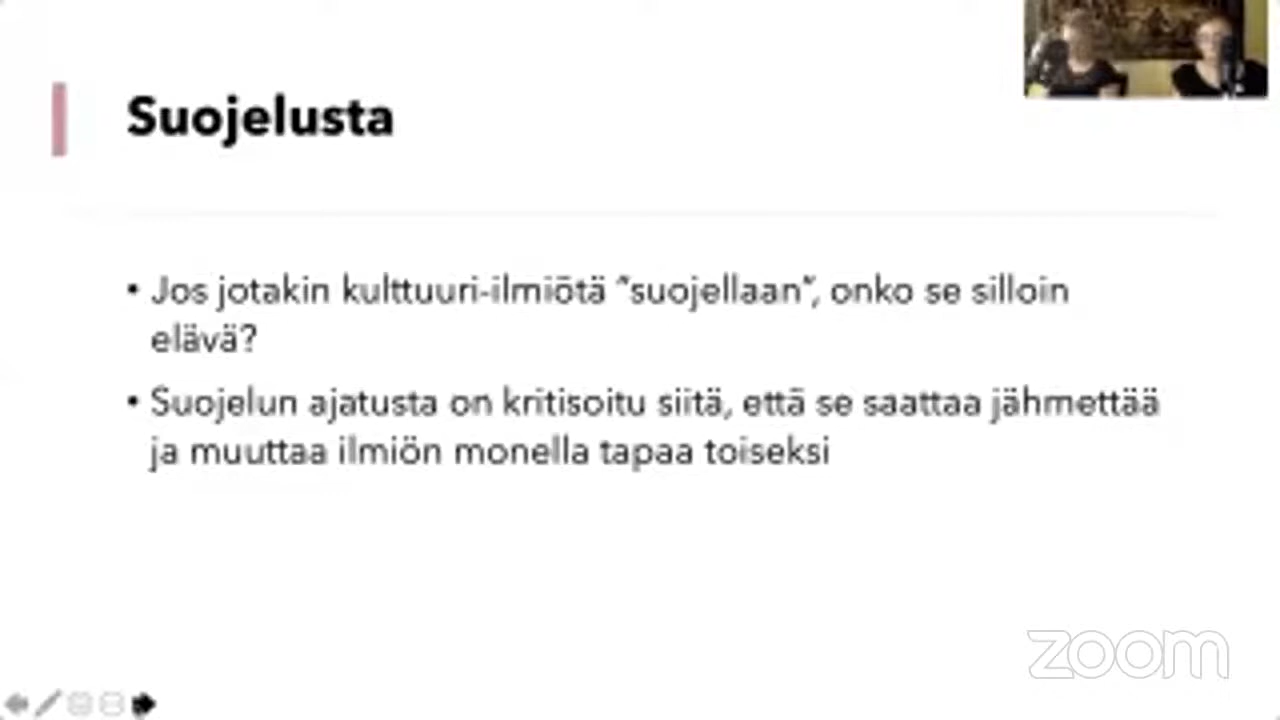 Suojelusta
• Jos jotakin kulttuuri-ilmiötä ”suojellaan”, onko se silloin
elävä?
• Suojelun ajatusta on kritisoitu siitä, että se saattaa jähmettää
ja muuttaa ilmiön monella tapaa toiseksi
zoom